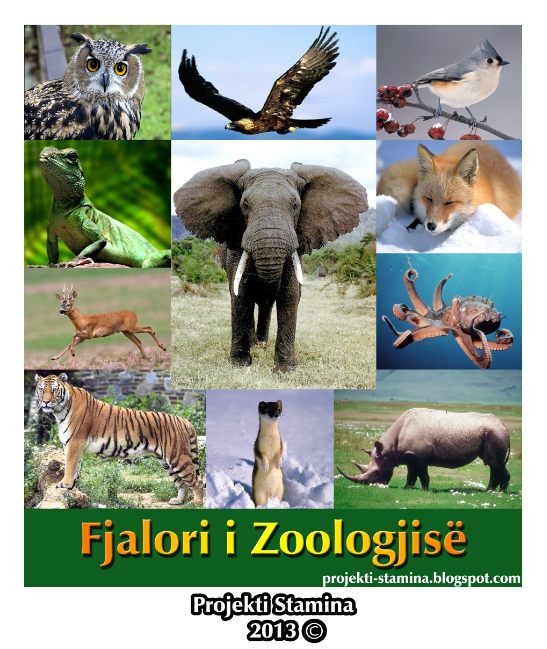 Fjalori i Zoologjisë
projekti-stamina.blogspot.com
Projekti Stamina
2013 ©